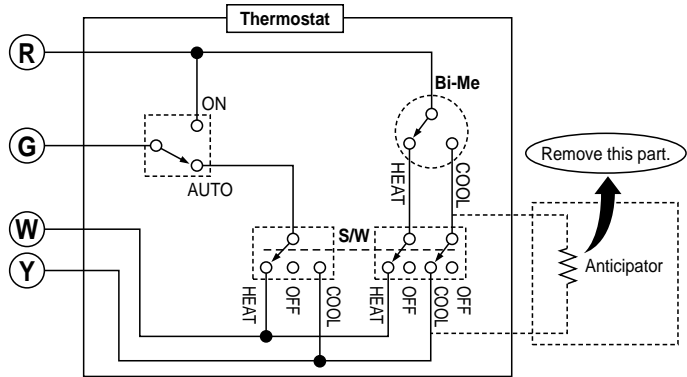 Thermostat
R
Bi-Me
ON
G
Remove this part.
AUTO
HEAT
COOL
W
S/W
Y
Anticipator
HEAT
OFF
COOL
HEAT
OFF
COOL
OFF